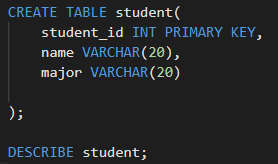 CREATE TABLE student(
    student_id INT PRIMARY KEY,
    name VARCHAR(20),
    major VARCHAR(20)
);
DESCRIBE student;